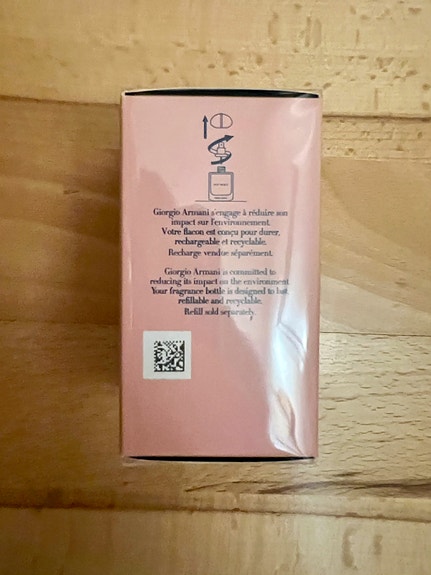 Giorgio Armani s'engage à réduire son
impact sur l'environnement.
Votre flacon est conçu pour durer,
rechargeable et recyclable.
Recharge vendue séparément.
Giorgio Armani is committed to
reducing its impact on the environment.
Your fragrance bottle is designed to last,
refillable and recyclable.
Refill sold separately.